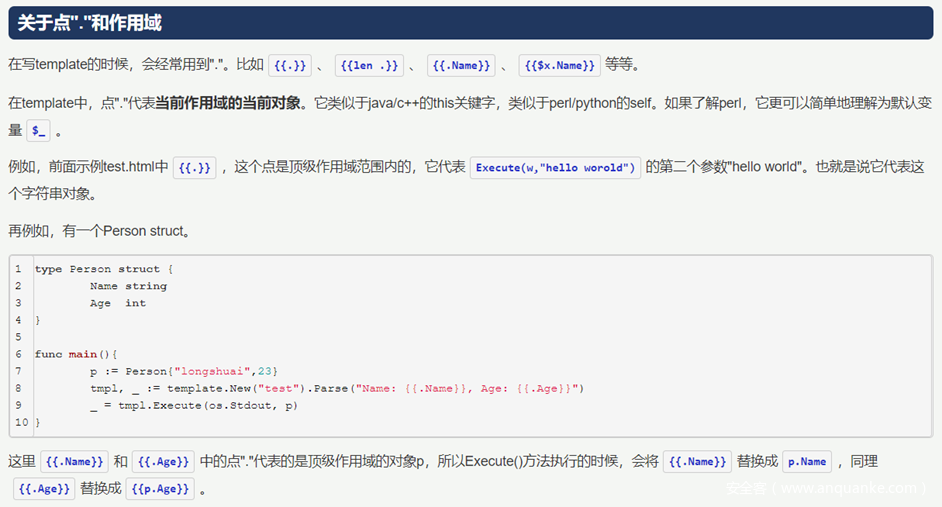 关于点"."和作用域
在写template的时候，会经常用到"."。比如 {{.}} 、 {{len .}} 、 {{.Name}} 、 {{$x.Name}} 等等。
在template中，点"."代表当前作用域的当前对象。它类似于java/c++的this关键字，类似于perl/python的self。如果了解perl，它更可以简单地理解为默认变
量 $_ 。
例如，前面示例test.html中 {{.}} ，这个点是顶级作用域范围内的，它代表 Execute(w,"hello worold") 的第二个参数"hello world"。也就是说它代表这
个字符串对象。
再例如，有一个Person struct。
1 type Person struct {
2 Name string
3 Age int
4 }
5
6 func main(){
7 p := Person{"longshuai",23}
8 tmpl, _ := template.New("test").Parse("Name: {{.Name}}, Age: {{.Age}}")
9 _ = tmpl.Execute(os.Stdout, p)
10 }
这里 {{.Name}} 和 {{.Age}} 中的点"."代表的是顶级作用域的对象p，所以Execute()方法执行的时候，会将 {{.Name}} 替换成 p.Name ，同理
{{.Age}} 替换成 {{p.Age}} 。
安全客（www.anquanke.com）